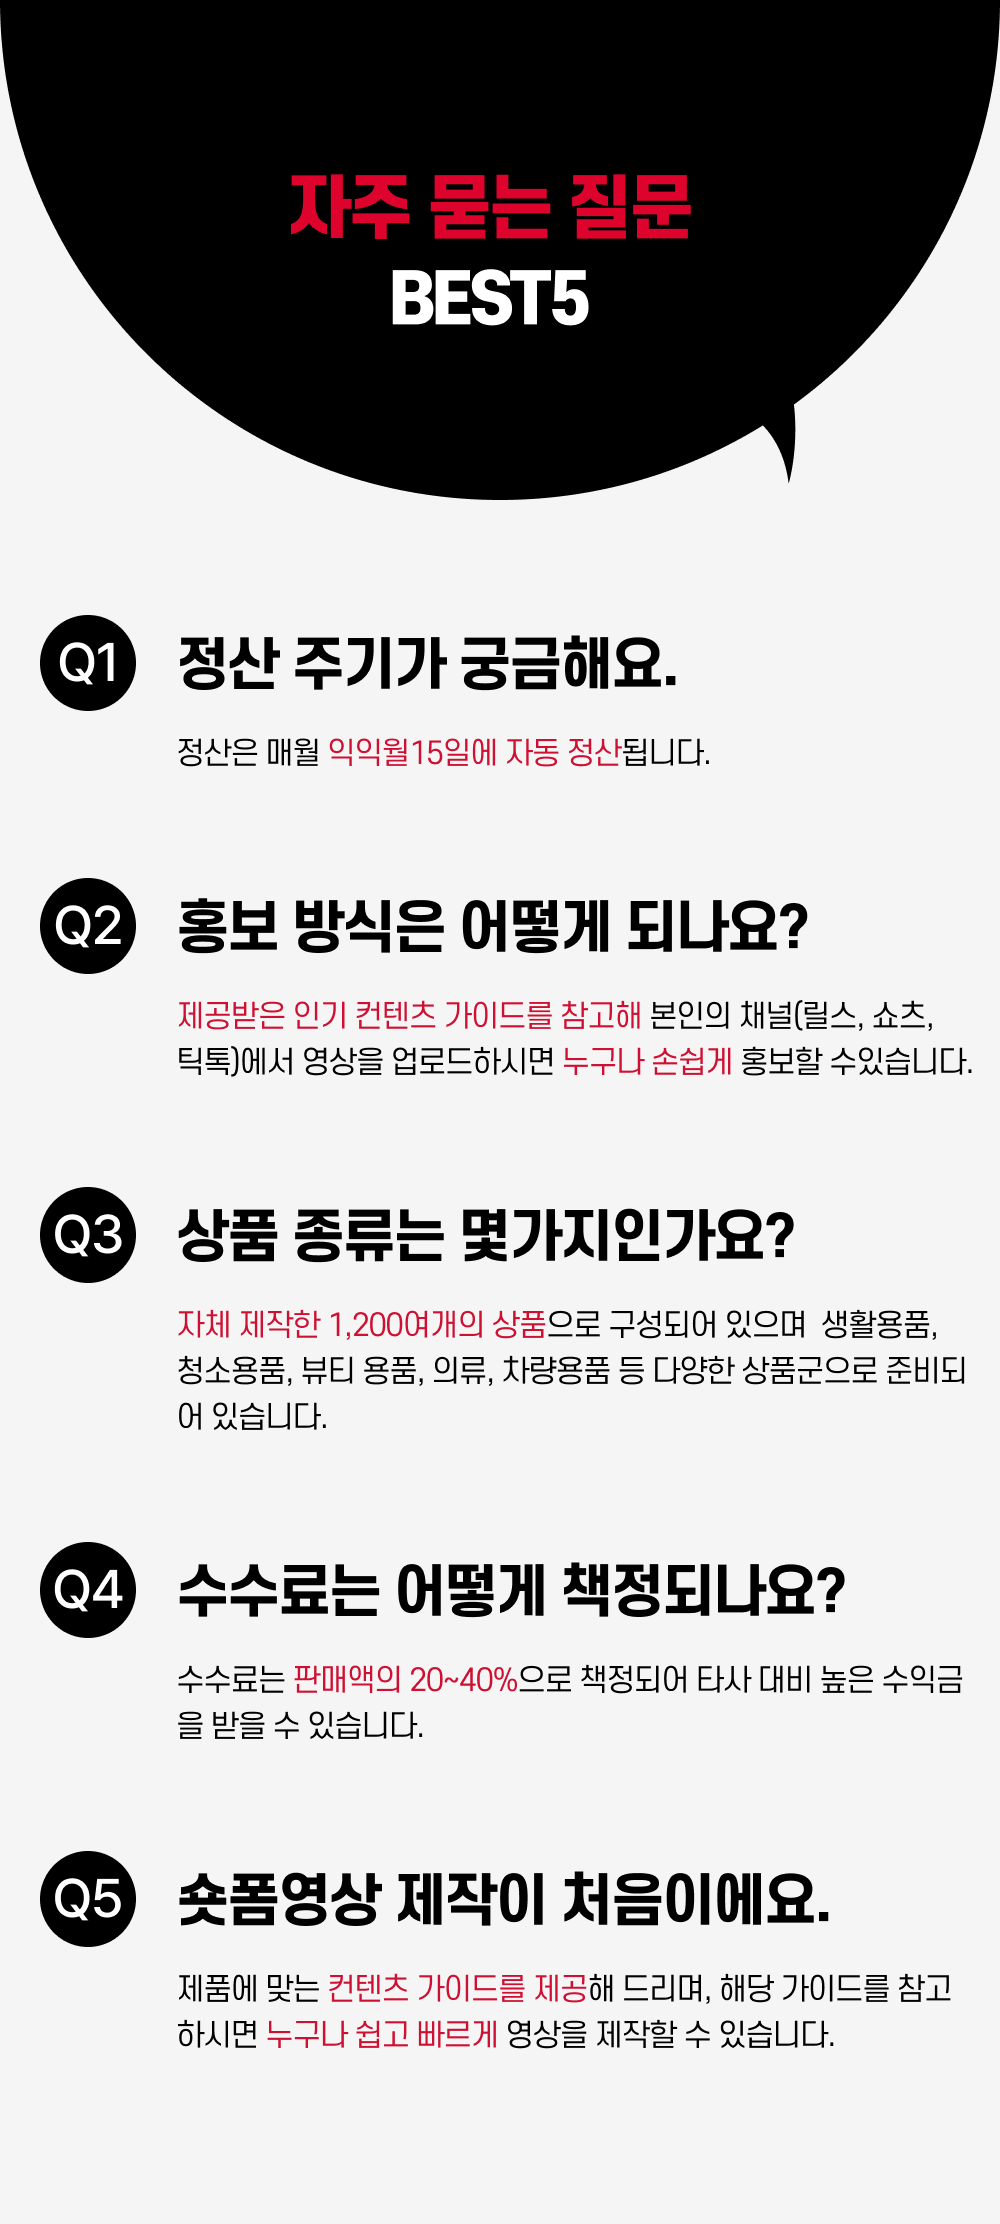 자주 묻는 질문
BEST5
Q1 정산 주기가 궁금해요.
정산은 매월 익익월15일에 자동 정산됩니다.
Q2 홍보 방식은 어떻게 되나요?
제공받은 인기 컨텐츠 가이드를 참고해 본인의 채널(릴스, 쇼츠,
틱톡)에서 영상을 업로드하시면 누구나 손쉽게 홍보할 수있습니다.
Q3 상품 종류는 몇가지인가요?
자체 제작한 1,200여개의 상품으로 구성되어 있으며 생활용품,
청소용품, 뷰티 용품, 의류, 차량용품 등 다양한 상품군으로 준비되
어 있습니다.
Q4 수수료는 어떻게 책정되나요?
수수료는 판매액의 20~40%으로 책정되어 타사 대비 높은 수익금
을 받을 수 있습니다.
Q5 숏폼영상 제작이 처음이에요.
제품에 맞는 컨텐츠 가이드를 제공해 드리며, 해당 가이드를 참고
하시면 누구나 쉽고 빠르게 영상을 제작할 수 있습니다.